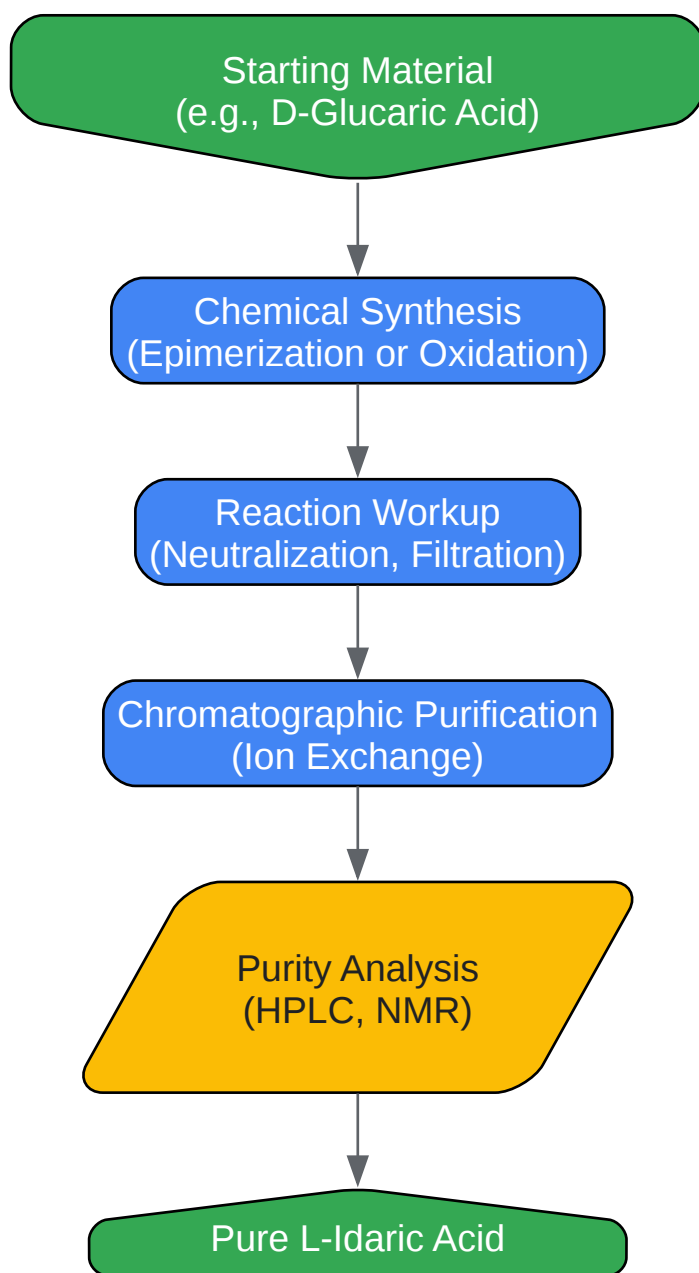 Starting Material
(e.g., D-Glucaric Acid)
Chemical Synthesis
(Epimerization or Oxidation)
Reaction Workup
(Neutralization, Filtration)
Chromatographic Purification
(Ion Exchange)
Purity Analysis
(HPLC, NMR)
Pure L-Idaric Acid